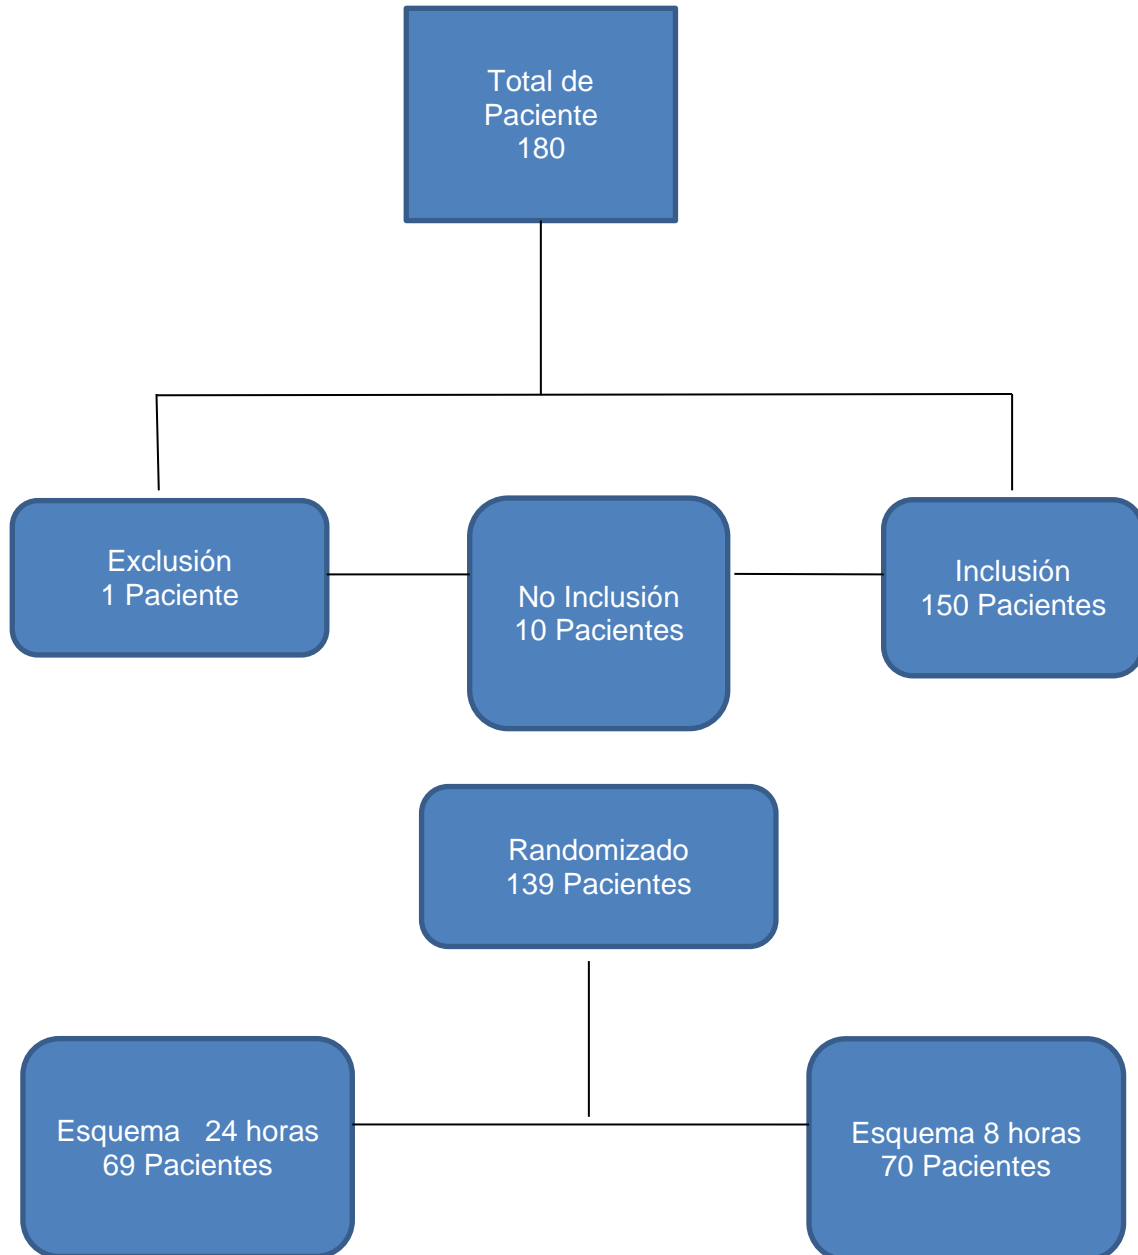 Total de
Paciente
180
Exclusión
1 Paciente
No Inclusión
10 Pacientes
Inclusión
150 Pacientes
Randomizado
139 Pacientes
Esquema   24 horas
69 Pacientes
Esquema 8 horas
70 Pacientes